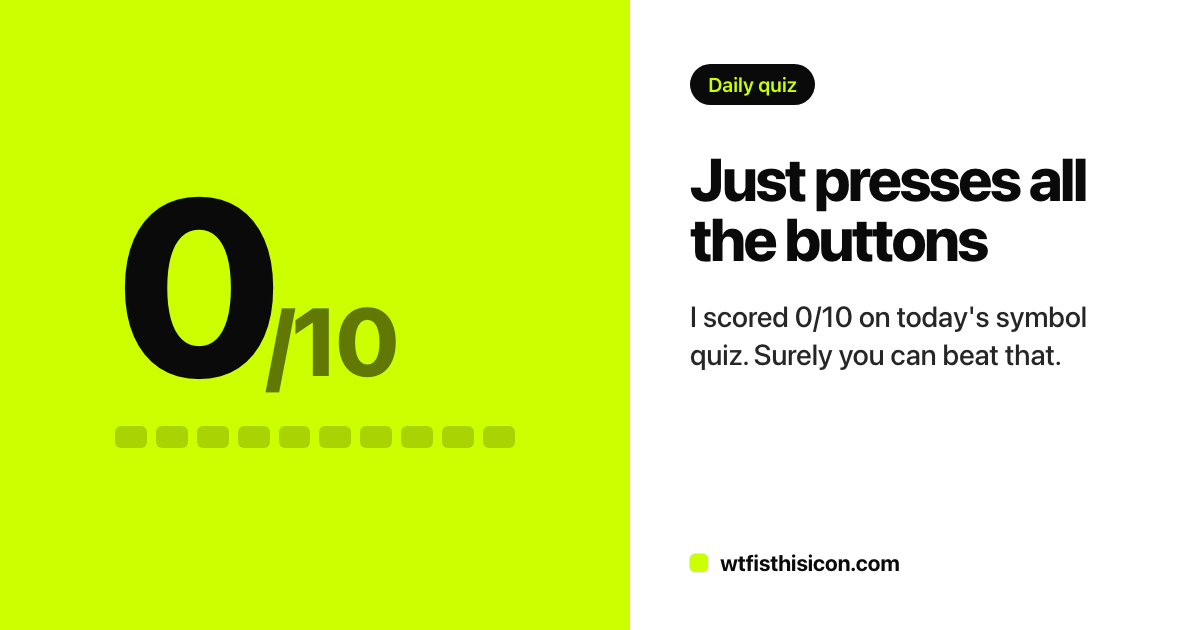 0/10
Daily quiz
Just presses all
the buttons
I scored 0/10 on today's symbol
quiz. Surely you can beat that.
wtfisthisicon.com